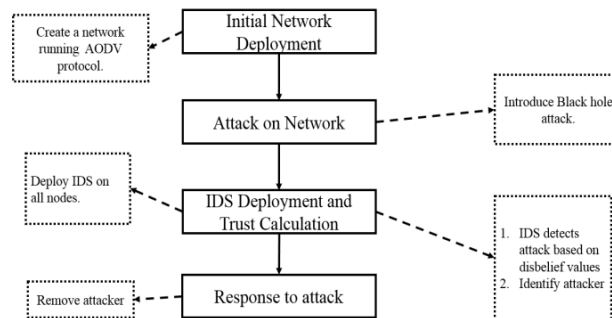 Initial Network
Deployment
Create a network
running AODV
protocol.
Attack on Network
Introduce Black hole
attack.
Deploy IDS on
all nodes.
IDS Deployment and
Trust Calculation
1. IDS detects
attack based on
disbelief values
2. Identify attacker
Remove attacker
Response to attack